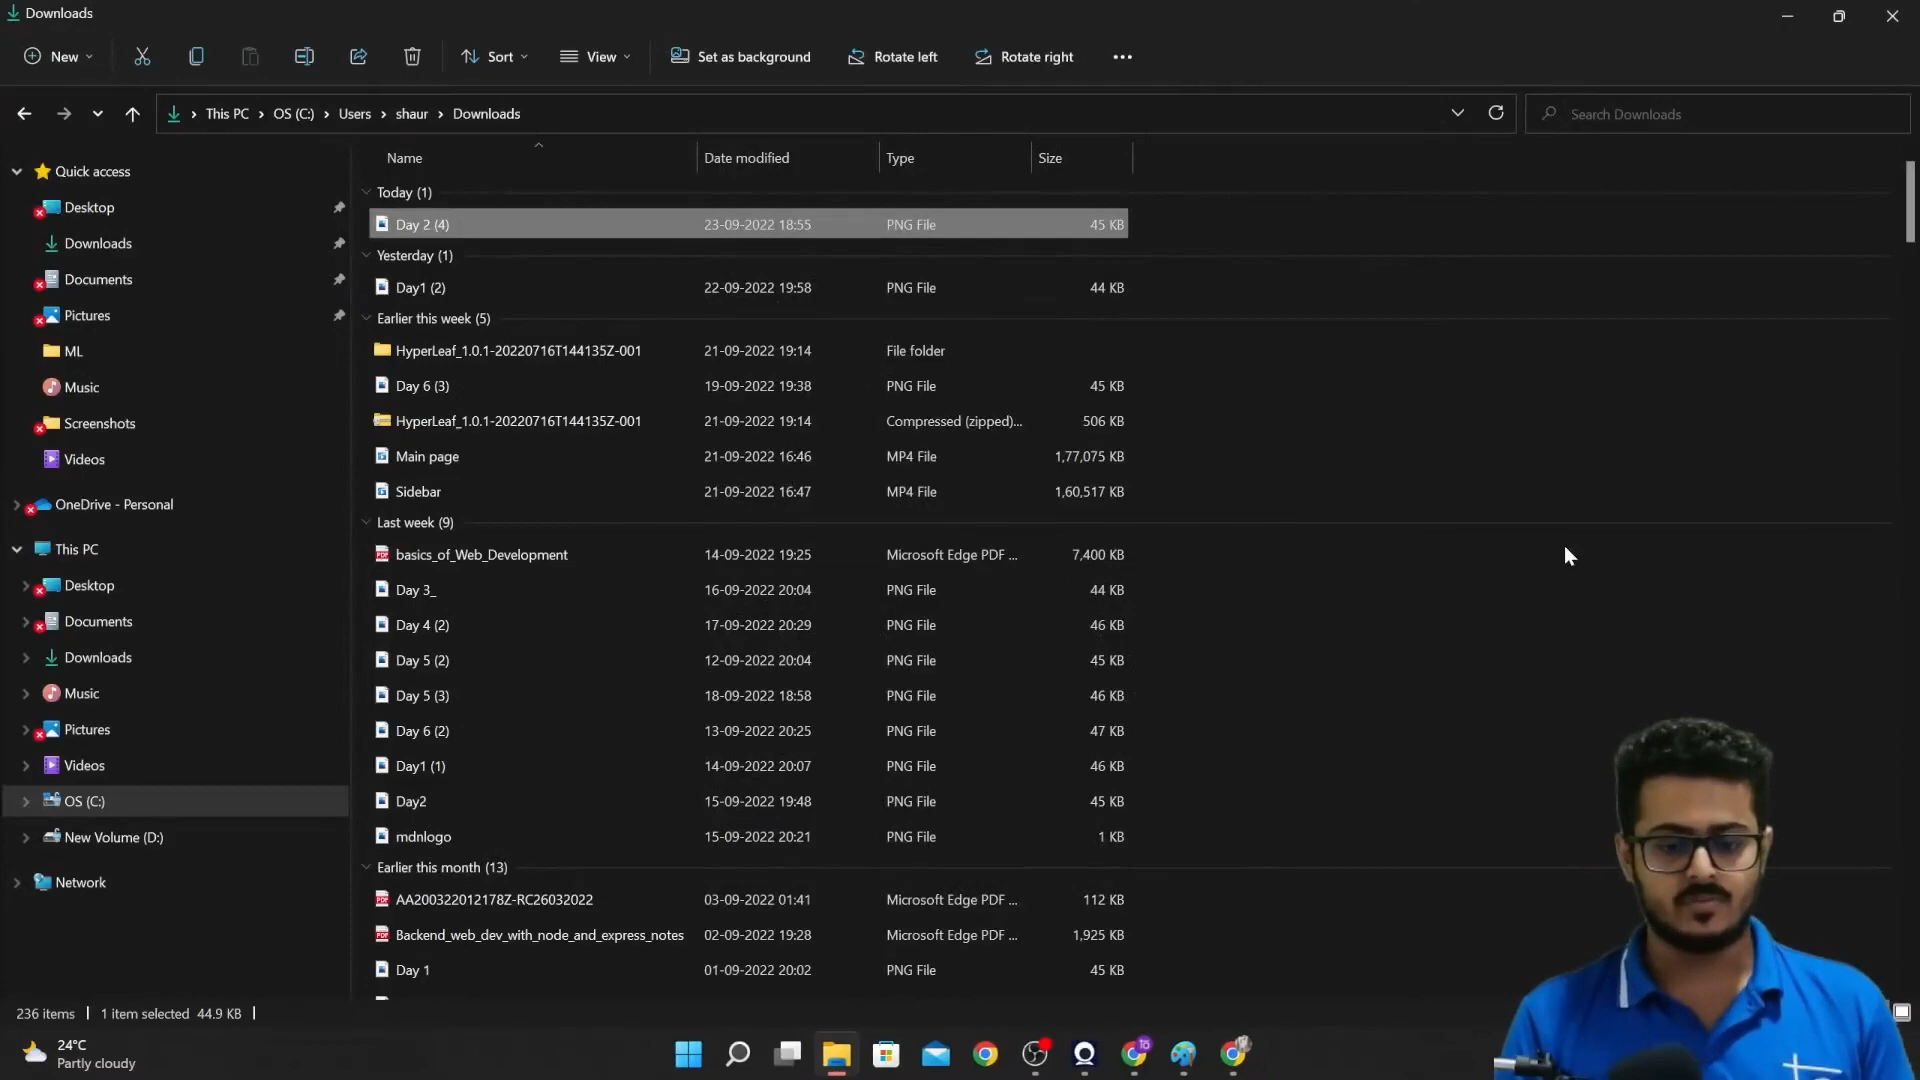 Downloads
New
Sort
View
Set as background
Rotate left
Rotate right
This PC > OS (C:) > Users > shaur > Downloads
Search Downloads
Quick access
Desktop
Downloads
Documents
Pictures
ML
Music
Screenshots
Videos
OneDrive - Personal
This PC
Desktop
Documents
Downloads
Music
Pictures
Videos
OS (C:)
New Volume (D:)
Network
Name Date modified Type Size
Today (1)
Day 2 (4) 23-09-2022 18:55 PNG File 45 KB
Yesterday (1)
Day1 (2) 22-09-2022 19:58 PNG File 44 KB
Earlier this week (5)
HyperLeaf_1.0.1-20220716T144135Z-001 21-09-2022 19:14 File folder
Day 6 (3) 19-09-2022 19:38 PNG File 45 KB
HyperLeaf_1.0.1-20220716T144135Z-001 21-09-2022 19:14 Compressed (zipped)... 506 KB
Main page 21-09-2022 16:46 MP4 File 1,77,075 KB
Sidebar 21-09-2022 16:47 MP4 File 1,60,517 KB
Last week (9)
basics_of_Web_Development 14-09-2022 19:25 Microsoft Edge PDF ... 7,400 KB
Day 3_ 16-09-2022 20:04 PNG File 44 KB
Day 4 (2) 17-09-2022 20:29 PNG File 46 KB
Day 5 (2) 12-09-2022 20:04 PNG File 45 KB
Day 5 (3) 18-09-2022 18:58 PNG File 46 KB
Day 6 (2) 13-09-2022 20:25 PNG File 47 KB
Day1 (1) 14-09-2022 20:07 PNG File 46 KB
Day2 15-09-2022 19:48 PNG File 45 KB
mdnlogo 15-09-2022 20:21 PNG File 1 KB
Earlier this month (13)
AA200322012178Z-RC26032022 03-09-2022 01:41 Microsoft Edge PDF ... 112 KB
Backend_web_dev_with_node_and_express_notes 02-09-2022 19:28 Microsoft Edge PDF ... 1,925 KB
Day 1 01-09-2022 20:02 PNG File 45 KB
236 items 1 item selected 44.9 KB
24°C
Partly cloudy